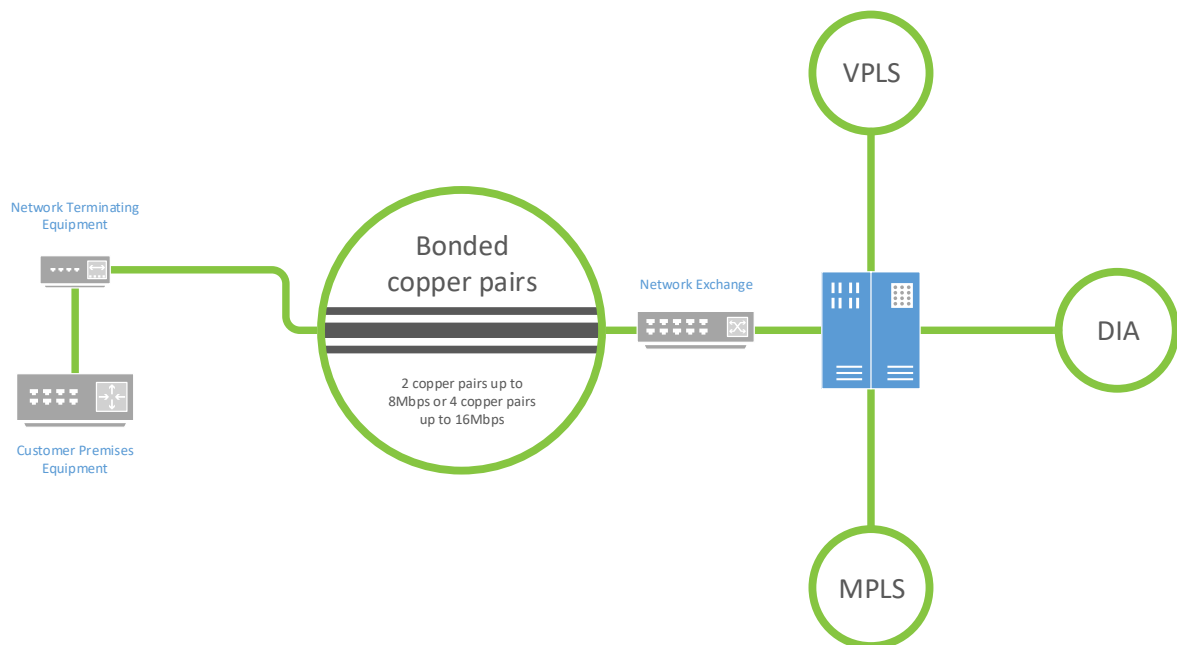 VPLS
Network Terminating
Equipment
Bonded
copper pairs
Network Exchange
DIA
2 copper pairs up to
8Mbps or 4 copper pairs
up to 16Mbps
Customer Premises
Equipment
MPLS